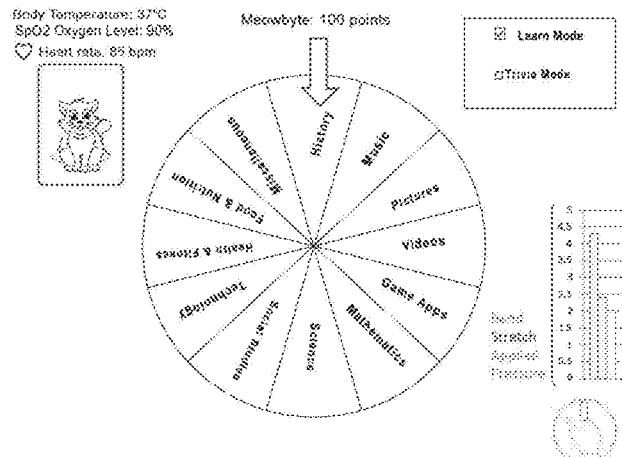 Body Temperature: 37°C
SpO2 Oxygen Level: 90%
Heart rate: 85 bpm
Meowbyte: 100 points
Learn Mode
Trivia Mode
History
Music
Pictures
Videos
Game Apps
Mathematics
Science
Social Studies
Technology
Health & Fitness
Food & Nutrition
Miscellaneous
5
4.5
4
3.5
3
2.5
2
1.5
1
0.5
0
Bend
Stretch
Applied
Pressure